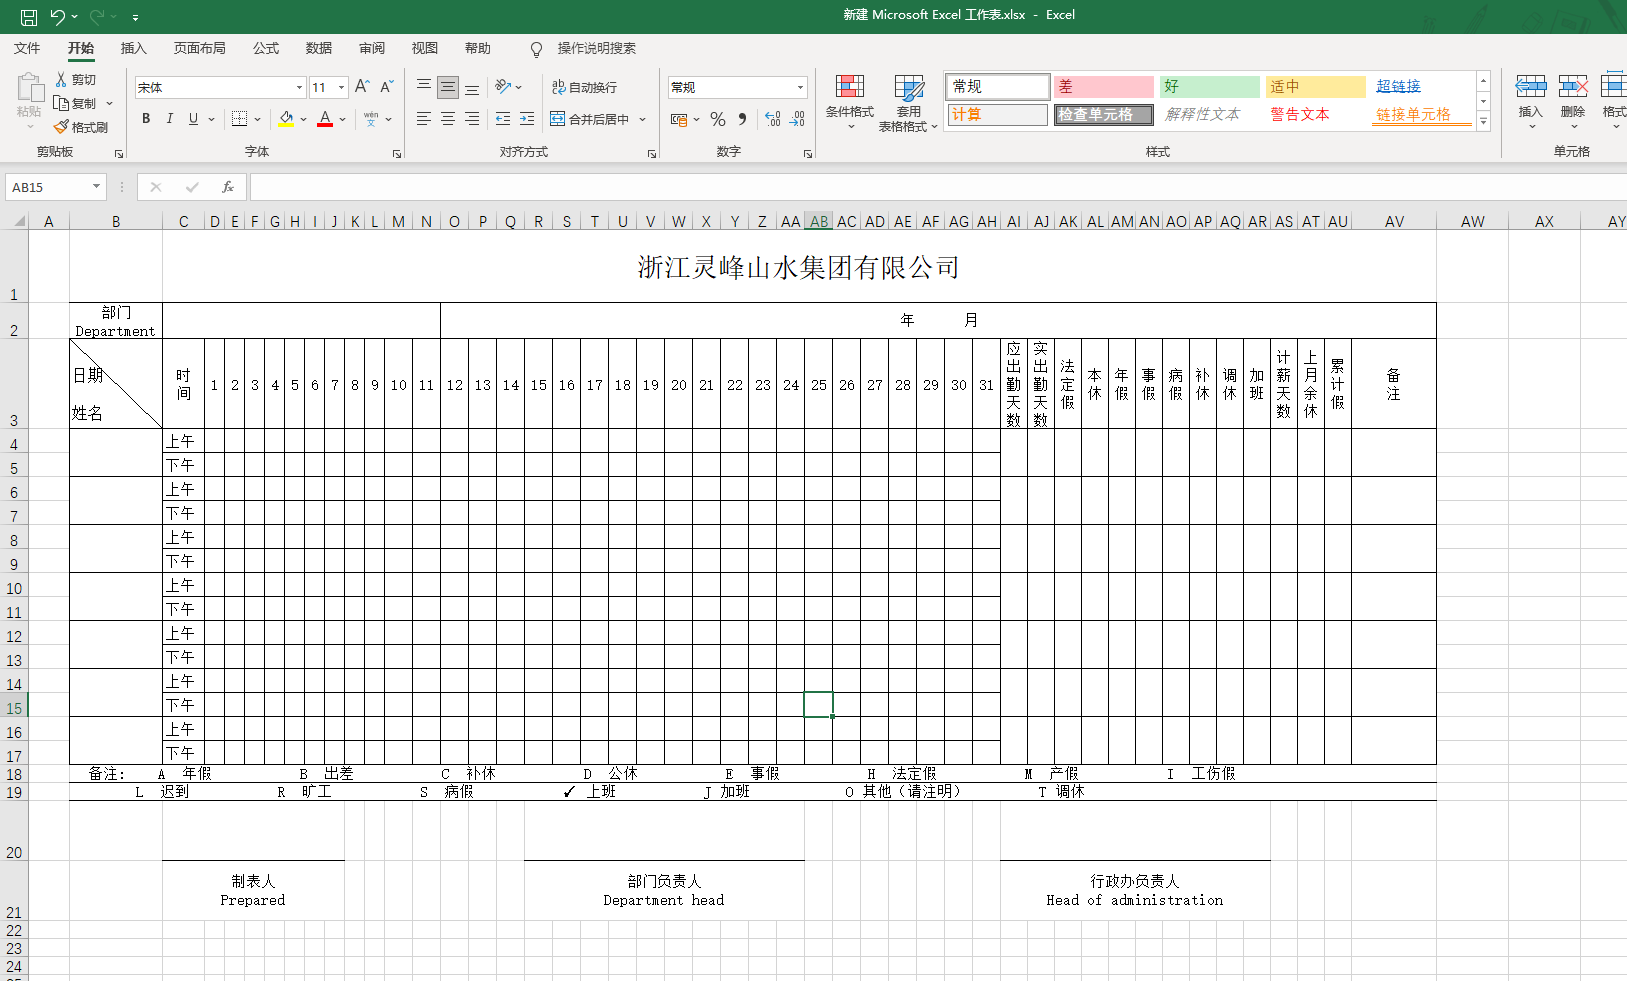 新建 Microsoft Excel 工作表.xlsx - Excel
文件 开始 插入 页面布局 公式 数据 审阅 视图 帮助 操作说明搜索
粘贴 剪切 复制 格式刷
宋体 11 A A
B I U A wén 文
ab 自动换行
合并后居中
常规
% , .00 .00
条件格式 套用 表格格式
常规 差 好 适中 超链接
计算 检查单元格 解释性文本 警告文本 链接单元格
插入 删除 格式
剪贴板 字体 对齐方式 数字 样式 单元格
AB15 fx
A B C D E F G H I J K L M N O P Q R S T U V W X Y Z AA AB AC AD AE AF AG AH AI AJ AK AL AM AN AO AP AQ AR AS AT AU AV AW AX AY
1 浙江灵峰山水集团有限公司
2 部门 Department 年 月
3 日期 姓名 时间 1 2 3 4 5 6 7 8 9 10 11 12 13 14 15 16 17 18 19 20 21 22 23 24 25 26 27 28 29 30 31 应出勤天数 实出勤天数 法定假 本休 年假 事假 病假 补休 调休 加班 计薪天数 上月余休 累计假 备注
4 上午
5 下午
6 上午
7 下午
8 上午
9 下午
10 上午
11 下午
12 上午
13 下午
14 上午
15 下午
16 上午
17 下午
18 备注: A 年假 B 出差 C 补休 D 公休 E 事假 H 法定假 M 产假 I 工伤假
19 L 迟到 R 旷工 S 病假 ✓ 上班 J 加班 O 其他（请注明） T 调休
20
21 制表人 部门负责人 行政办负责人
Prepared Department head Head of administration
22
23
24